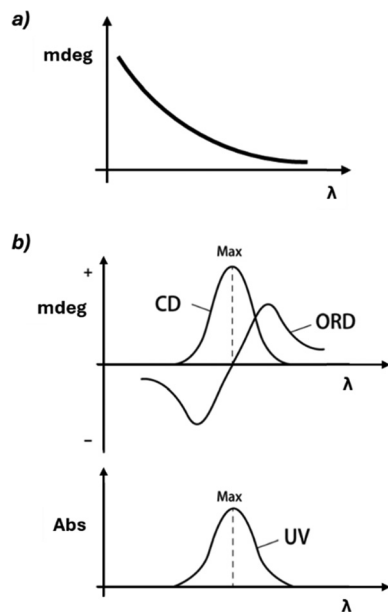 a)
mdeg
λ
b)
Max
+
CD
mdeg
ORD
λ
–
Max
Abs
UV
λ